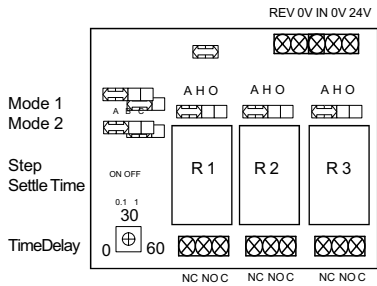 REV 0V IN 0V 24V
A H O A H O A H O
Mode 1
A B C
Mode 2
R 1 R 2 R 3
Step
ON OFF
Settle Time
0.1 1
30
TimeDelay
0 60
NC NO C NC NO C NC NO C